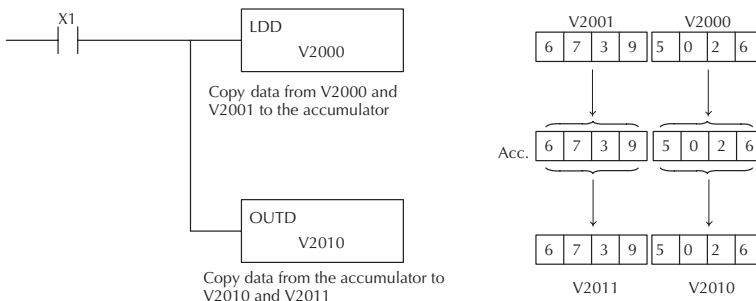 X1
LDD
V2000
Copy data from V2000 and
V2001 to the accumulator
OUTD
V2010
Copy data from the accumulator to
V2010 and V2011
V2001 V2000
6 7 3 9 5 0 2 6
Acc. 6 7 3 9 5 0 2 6
6 7 3 9 5 0 2 6
V2011 V2010